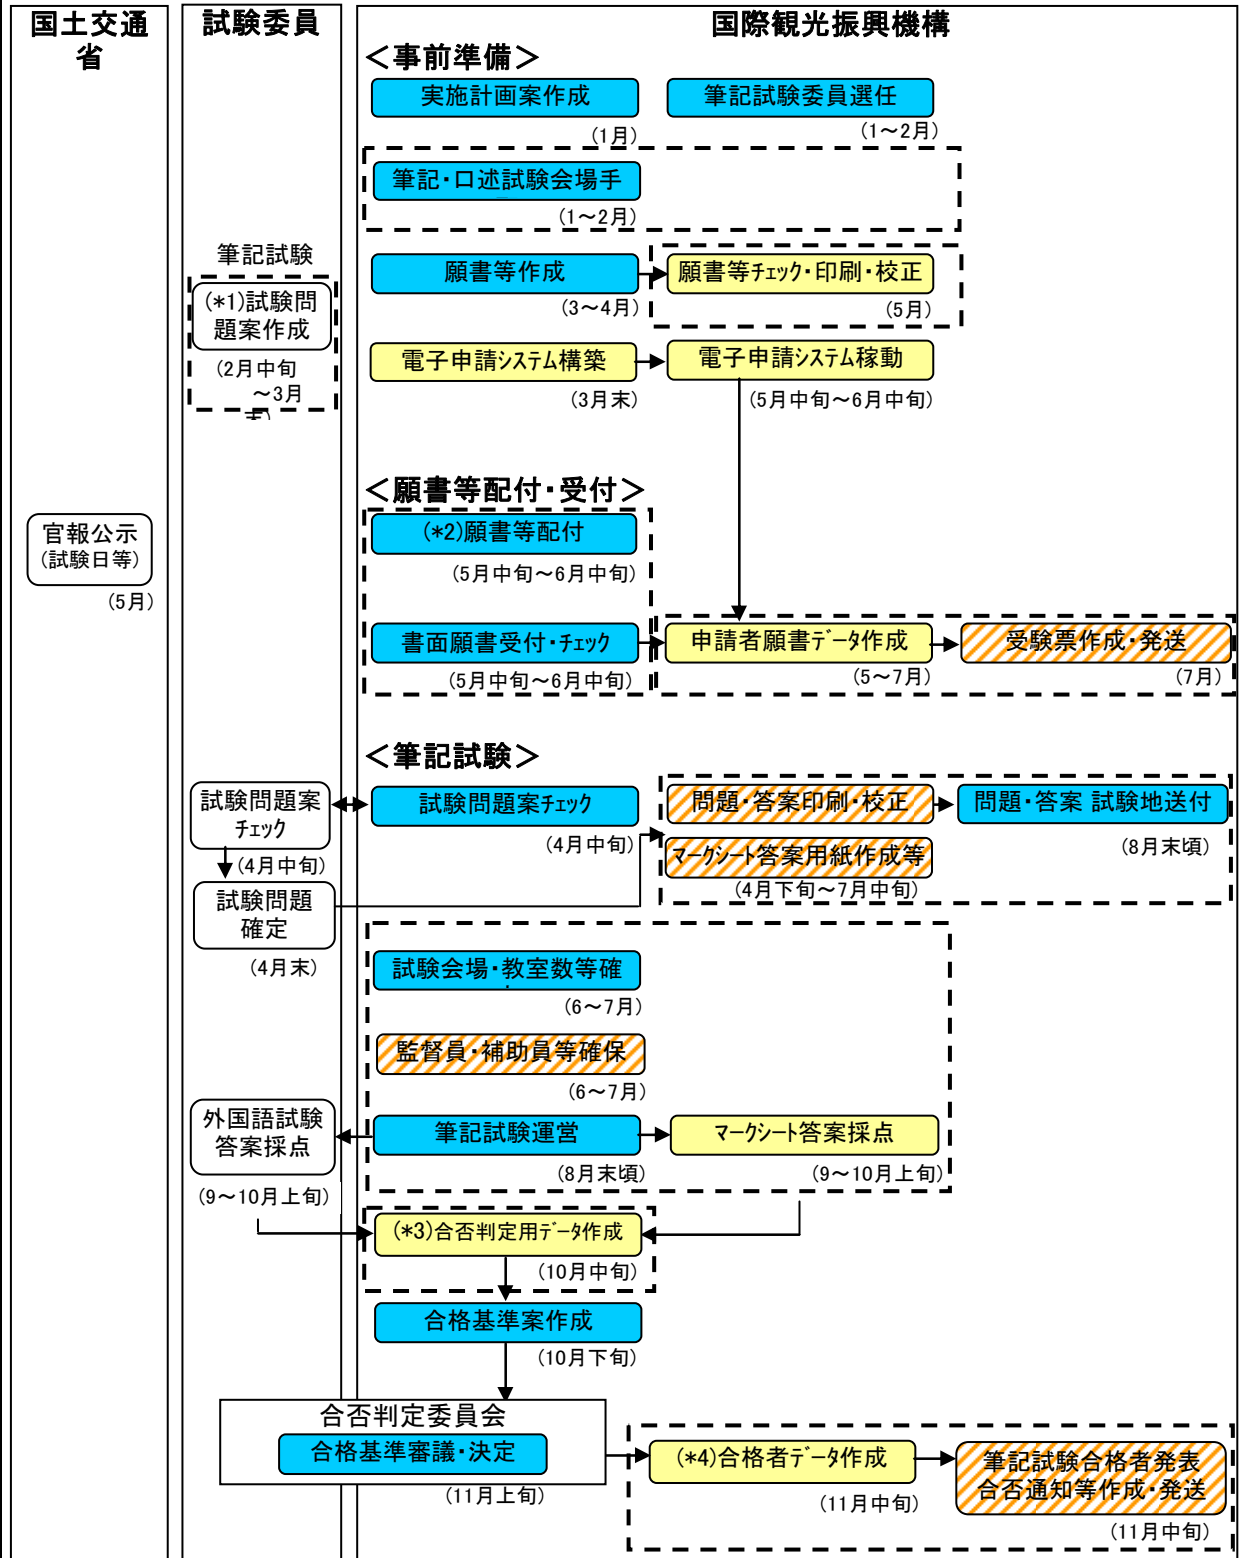 国土交通
省
試験委員
国際観光振興機構
＜事前準備＞
実施計画案作成
(1月)
筆記試験委員選任
(1～2月)
筆記・口述試験会場手
(1～2月)
筆記試験
(*1)試験問
題案作成
(2月中旬
～3月
末)
願書等作成
(3～4月)
願書等ﾁｪｯｸ・印刷・校正
(5月)
電子申請ｼｽﾃﾑ構築
(3月末)
電子申請ｼｽﾃﾑ稼動
(5月中旬～6月中旬)
＜願書等配付・受付＞
官報公示
(試験日等)
(5月)
(*2)願書等配付
(5月中旬～6月中旬)
書面願書受付・ﾁｪｯｸ
(5月中旬～6月中旬)
申請者願書ﾃﾞｰﾀ作成
(5～7月)
受験票作成・発送
(7月)
＜筆記試験＞
試験問題案
ﾁｪｯｸ
(4月中旬)
試験問題案ﾁｪｯｸ
(4月中旬)
問題・答案印刷・校正
問題・答案 試験地送付
(8月末頃)
ﾏｰｸｼｰﾄ答案用紙作成等
(4月下旬～7月中旬)
試験問題
確定
(4月末)
試験会場・教室数等確
(6～7月)
監督員・補助員等確保
(6～7月)
外国語試験
答案採点
(9～10月上旬)
筆記試験運営
(8月末頃)
ﾏｰｸｼｰﾄ答案採点
(9～10月上旬)
(*3)合否判定用ﾃﾞｰﾀ作成
(10月中旬)
合格基準案作成
(10月下旬)
合否判定委員会
合格基準審議・決定
(11月上旬)
(*4)合格者ﾃﾞｰﾀ作成
(11月中旬)
筆記試験合格者発表
合否通知等作成・発送
(11月中旬)